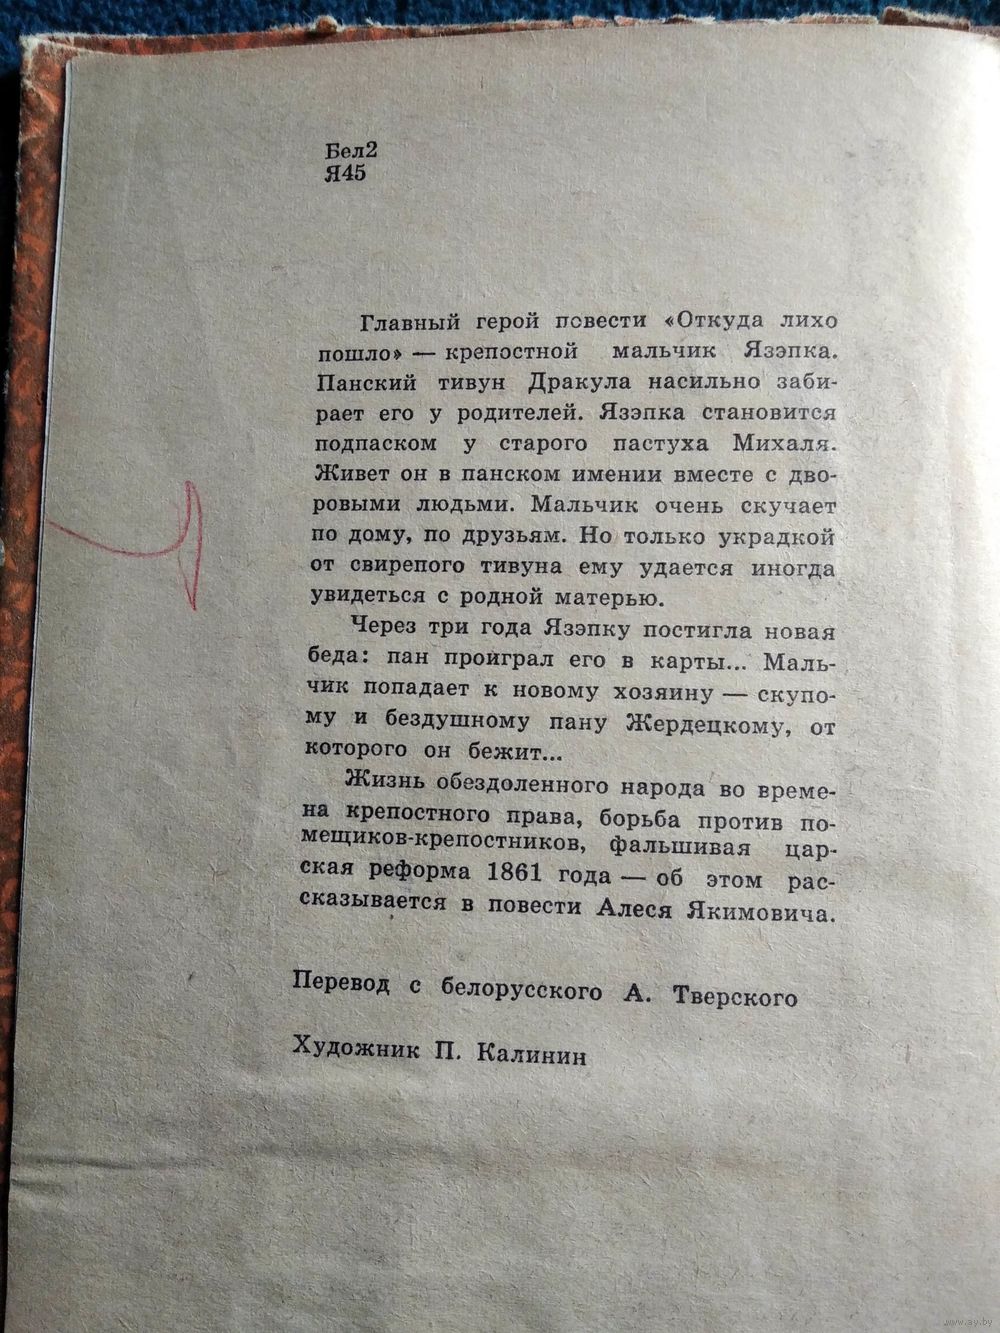 Бел2
Я45
Главный герой повести «Откуда лихо
пошло» — крепостной мальчик Язэпка.
Панский тивун Дракула насильно заби-
рает его у родителей. Язэпка становится
подпаском у старого пастуха Михаля.
Живет он в панском имении вместе с дво-
ровыми людьми. Мальчик очень скучает
по дому, по друзьям. Но только украдкой
от свирепого тивуна ему удается иногда
увидеться с родной матерью.
Через три года Язэпку постигла новая
беда: пан проиграл его в карты... Маль-
чик попадает к новому хозяину — скупо-
му и бездушному пану Жердецкому, от
которого он бежит...
Жизнь обездоленного народа во време-
на крепостного права, борьба против по-
мещиков-крепостников, фальшивая цар-
ская реформа 1861 года — об этом рас-
сказывается в повести Алеся Якимовича.
Перевод с белорусского А. Тверского
Художник П. Калинин
www.ay.by